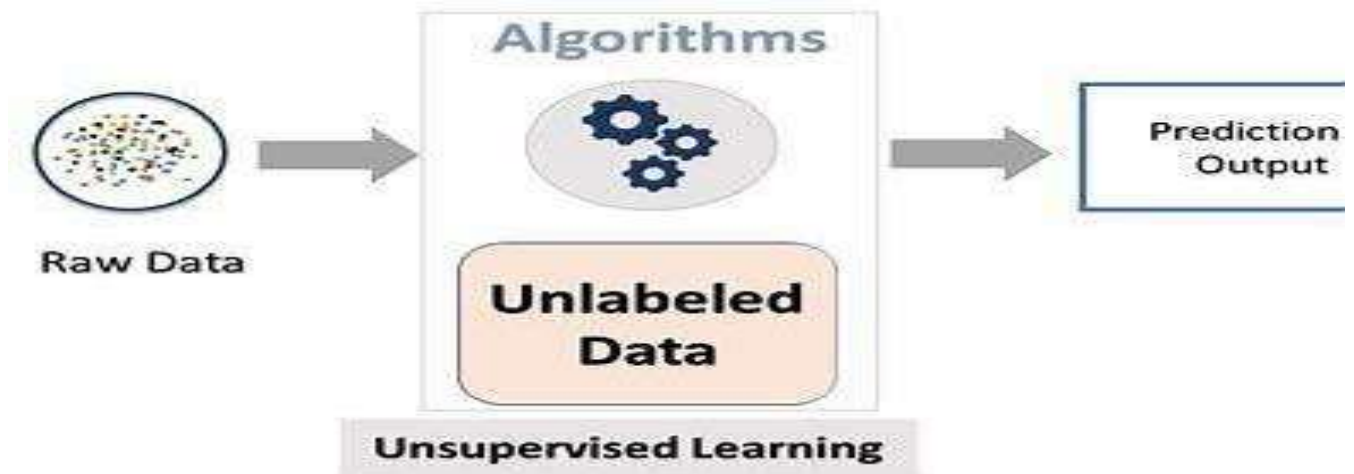 Algorithms
Raw Data
Unlabeled
Data
Prediction
Output
Unsupervised Learning